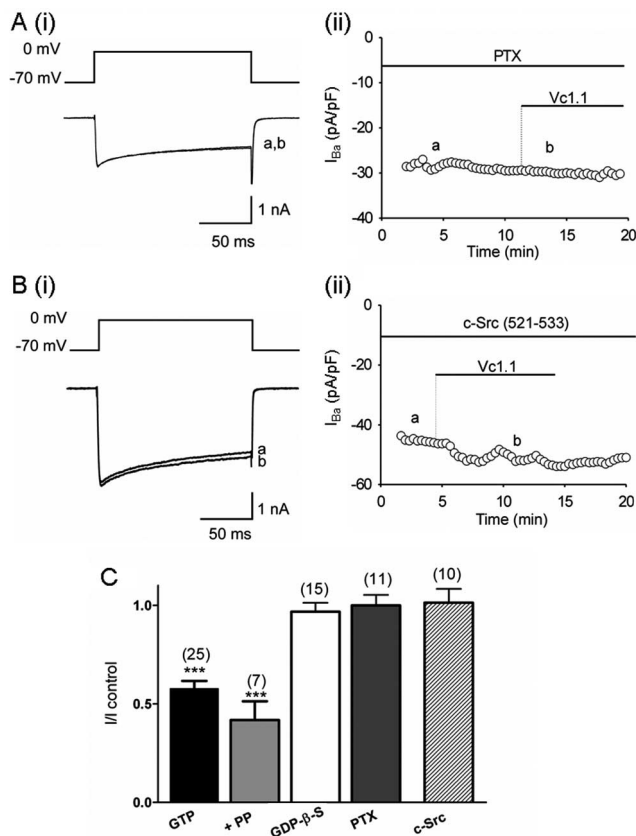 A (i)
0 mV
-70 mV
a,b
1 nA
50 ms
(ii)
0
-10
-20
-30
-40
I_Ba (pA/pF)
PTX
Vc1.1
a
b
0 5 10 15 20
Time (min)
B (i)
0 mV
-70 mV
a
b
1 nA
50 ms
(ii)
0
-20
-40
-60
I_Ba (pA/pF)
c-Src (521-533)
Vc1.1
a
b
0 5 10 15 20
Time (min)
C
I/I control
1.0
0.5
0.0
(25)
***
(7)
***
(15)
(11)
(10)
GTP
+ PP
GDP-β-S
PTX
c-Src